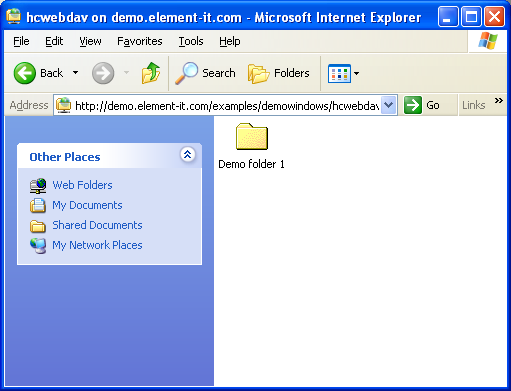 hcwebdav on demo.element-it.com - Microsoft Internet Explorer
File Edit View Favorites Tools Help
Back Search Folders
Address http://demo.element-it.com/examples/demowindows/hcwebdav Go Links »
Other Places
Web Folders
My Documents
Shared Documents
My Network Places
Demo folder 1